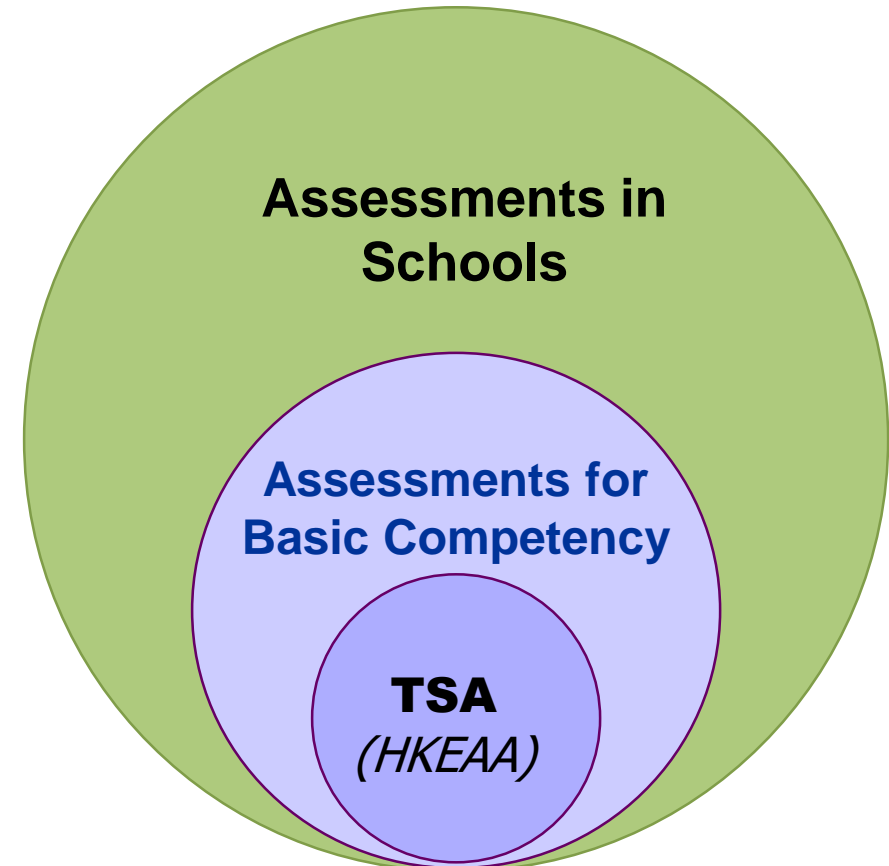 Assessments in
Schools
Assessments for
Basic Competency
TSA
(HKEAA)